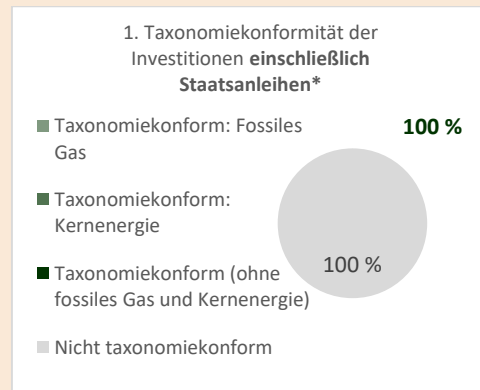 1. Taxonomiekonformität der
Investitionen einschließlich
Staatsanleihen*
Taxonomiekonform: Fossiles
Gas
100 %
Taxonomiekonform:
Kernenergie
100 %
Taxonomiekonform (ohne
fossiles Gas und Kernenergie)
Nicht taxonomiekonform